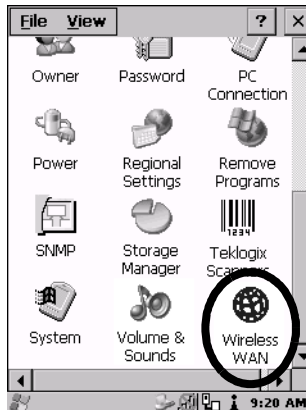 File View ? ×
Owner Password PC Connection
Power Regional Settings Remove Programs
1234
SNMP Storage Manager Teklogix Scanners
System Volume & Sounds Wireless WAN
9:20 AM